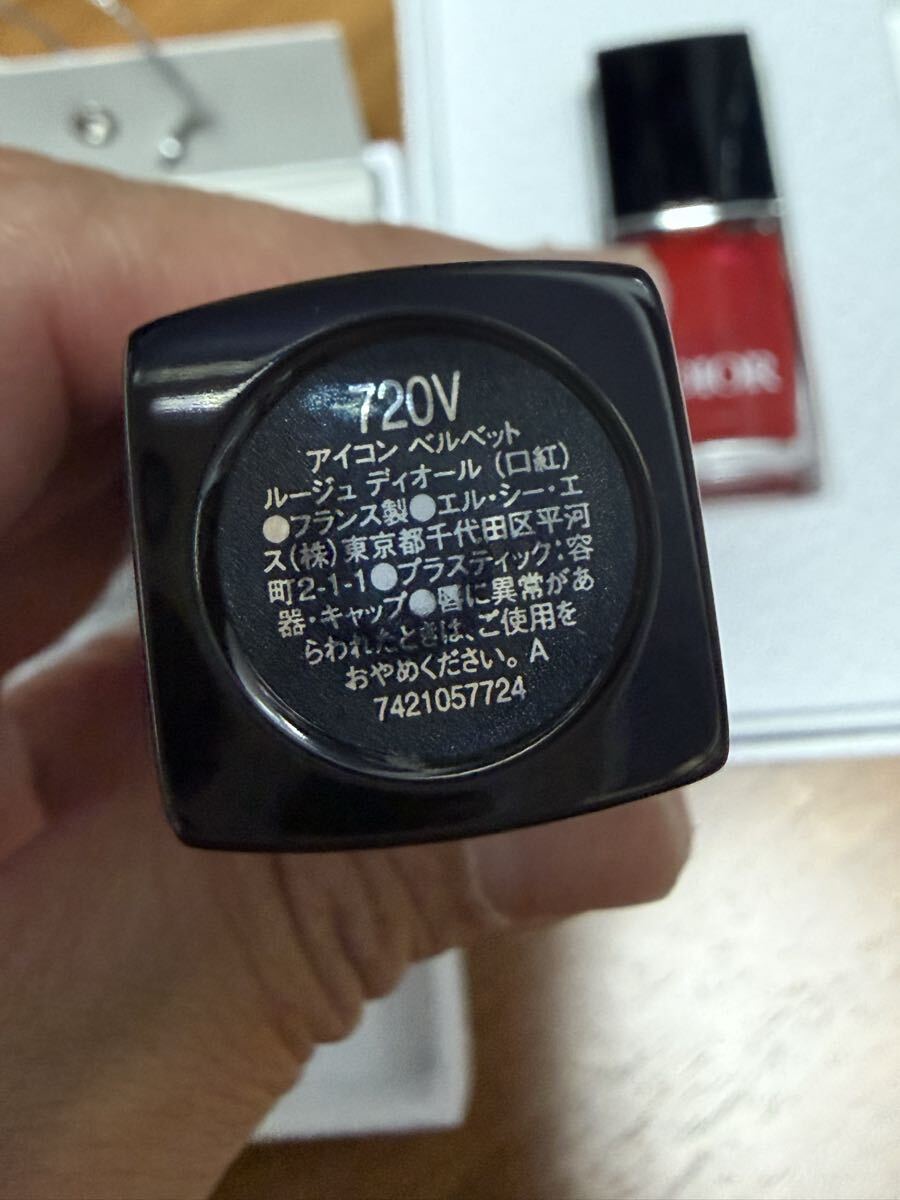 720V
アイコン ベルベット
ルージュ ディオール (口紅)
●フランス製●エル・シー・エ
ス(株)東京都千代田区平河
町2-1-1●プラスティック・容
器・キャップ●唇に異常があ
らわれたときは、ご使用を
おやめください。A
7421057724
DIOR